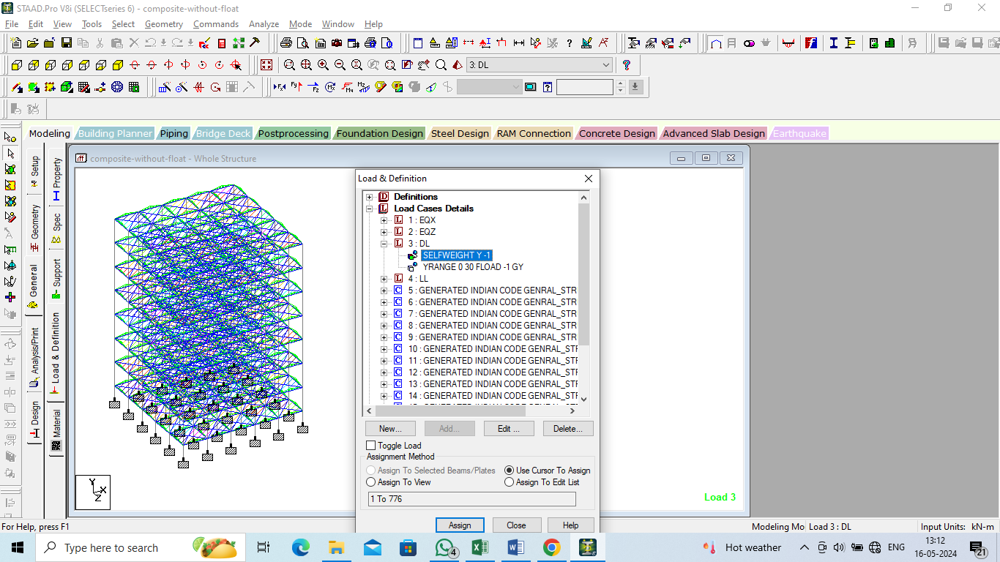 STAAD.Pro V8i (SELECTseries 6) - composite-without-float
File Edit View Tools Select Geometry Commands Analyze Mode Window Help
3: DL
Modeling Building Planner Piping Bridge Deck Postprocessing Foundation Design Steel Design RAM Connection Concrete Design Advanced Slab Design Earthquake
Setup
Geometry
General
Analysis/Print
Design
Property
Spec
Support
Load & Definition
Material
composite-without-float - Whole Structure
Load & Definition
Definitions
Load Cases Details
1 : EQX
2 : EQZ
3 : DL
SELFWEIGHT Y -1
YRANGE 0 30 FLOAD -1 GY
4 : LL
5 : GENERATED INDIAN CODE GENRAL_STR
6 : GENERATED INDIAN CODE GENRAL_STR
7 : GENERATED INDIAN CODE GENRAL_STR
8 : GENERATED INDIAN CODE GENRAL_STR
9 : GENERATED INDIAN CODE GENRAL_STR
10 : GENERATED INDIAN CODE GENRAL_STR
11 : GENERATED INDIAN CODE GENRAL_STR
12 : GENERATED INDIAN CODE GENRAL_STR
13 : GENERATED INDIAN CODE GENRAL_STR
14 : GENERATED INDIAN CODE GENRAL_STR
New... Add... Edit ... Delete...
Toggle Load
Assignment Method
Assign To Selected Beams/Plates Use Cursor To Assign
Assign To View Assign To Edit List
1 To 776
Assign Close Help
Y
X
Z
Load 3
For Help, press F1 Modeling Mo Load 3 : DL Input Units: kN-m
Type here to search 4 Hot weather ENG 13:12
16-05-2024 21